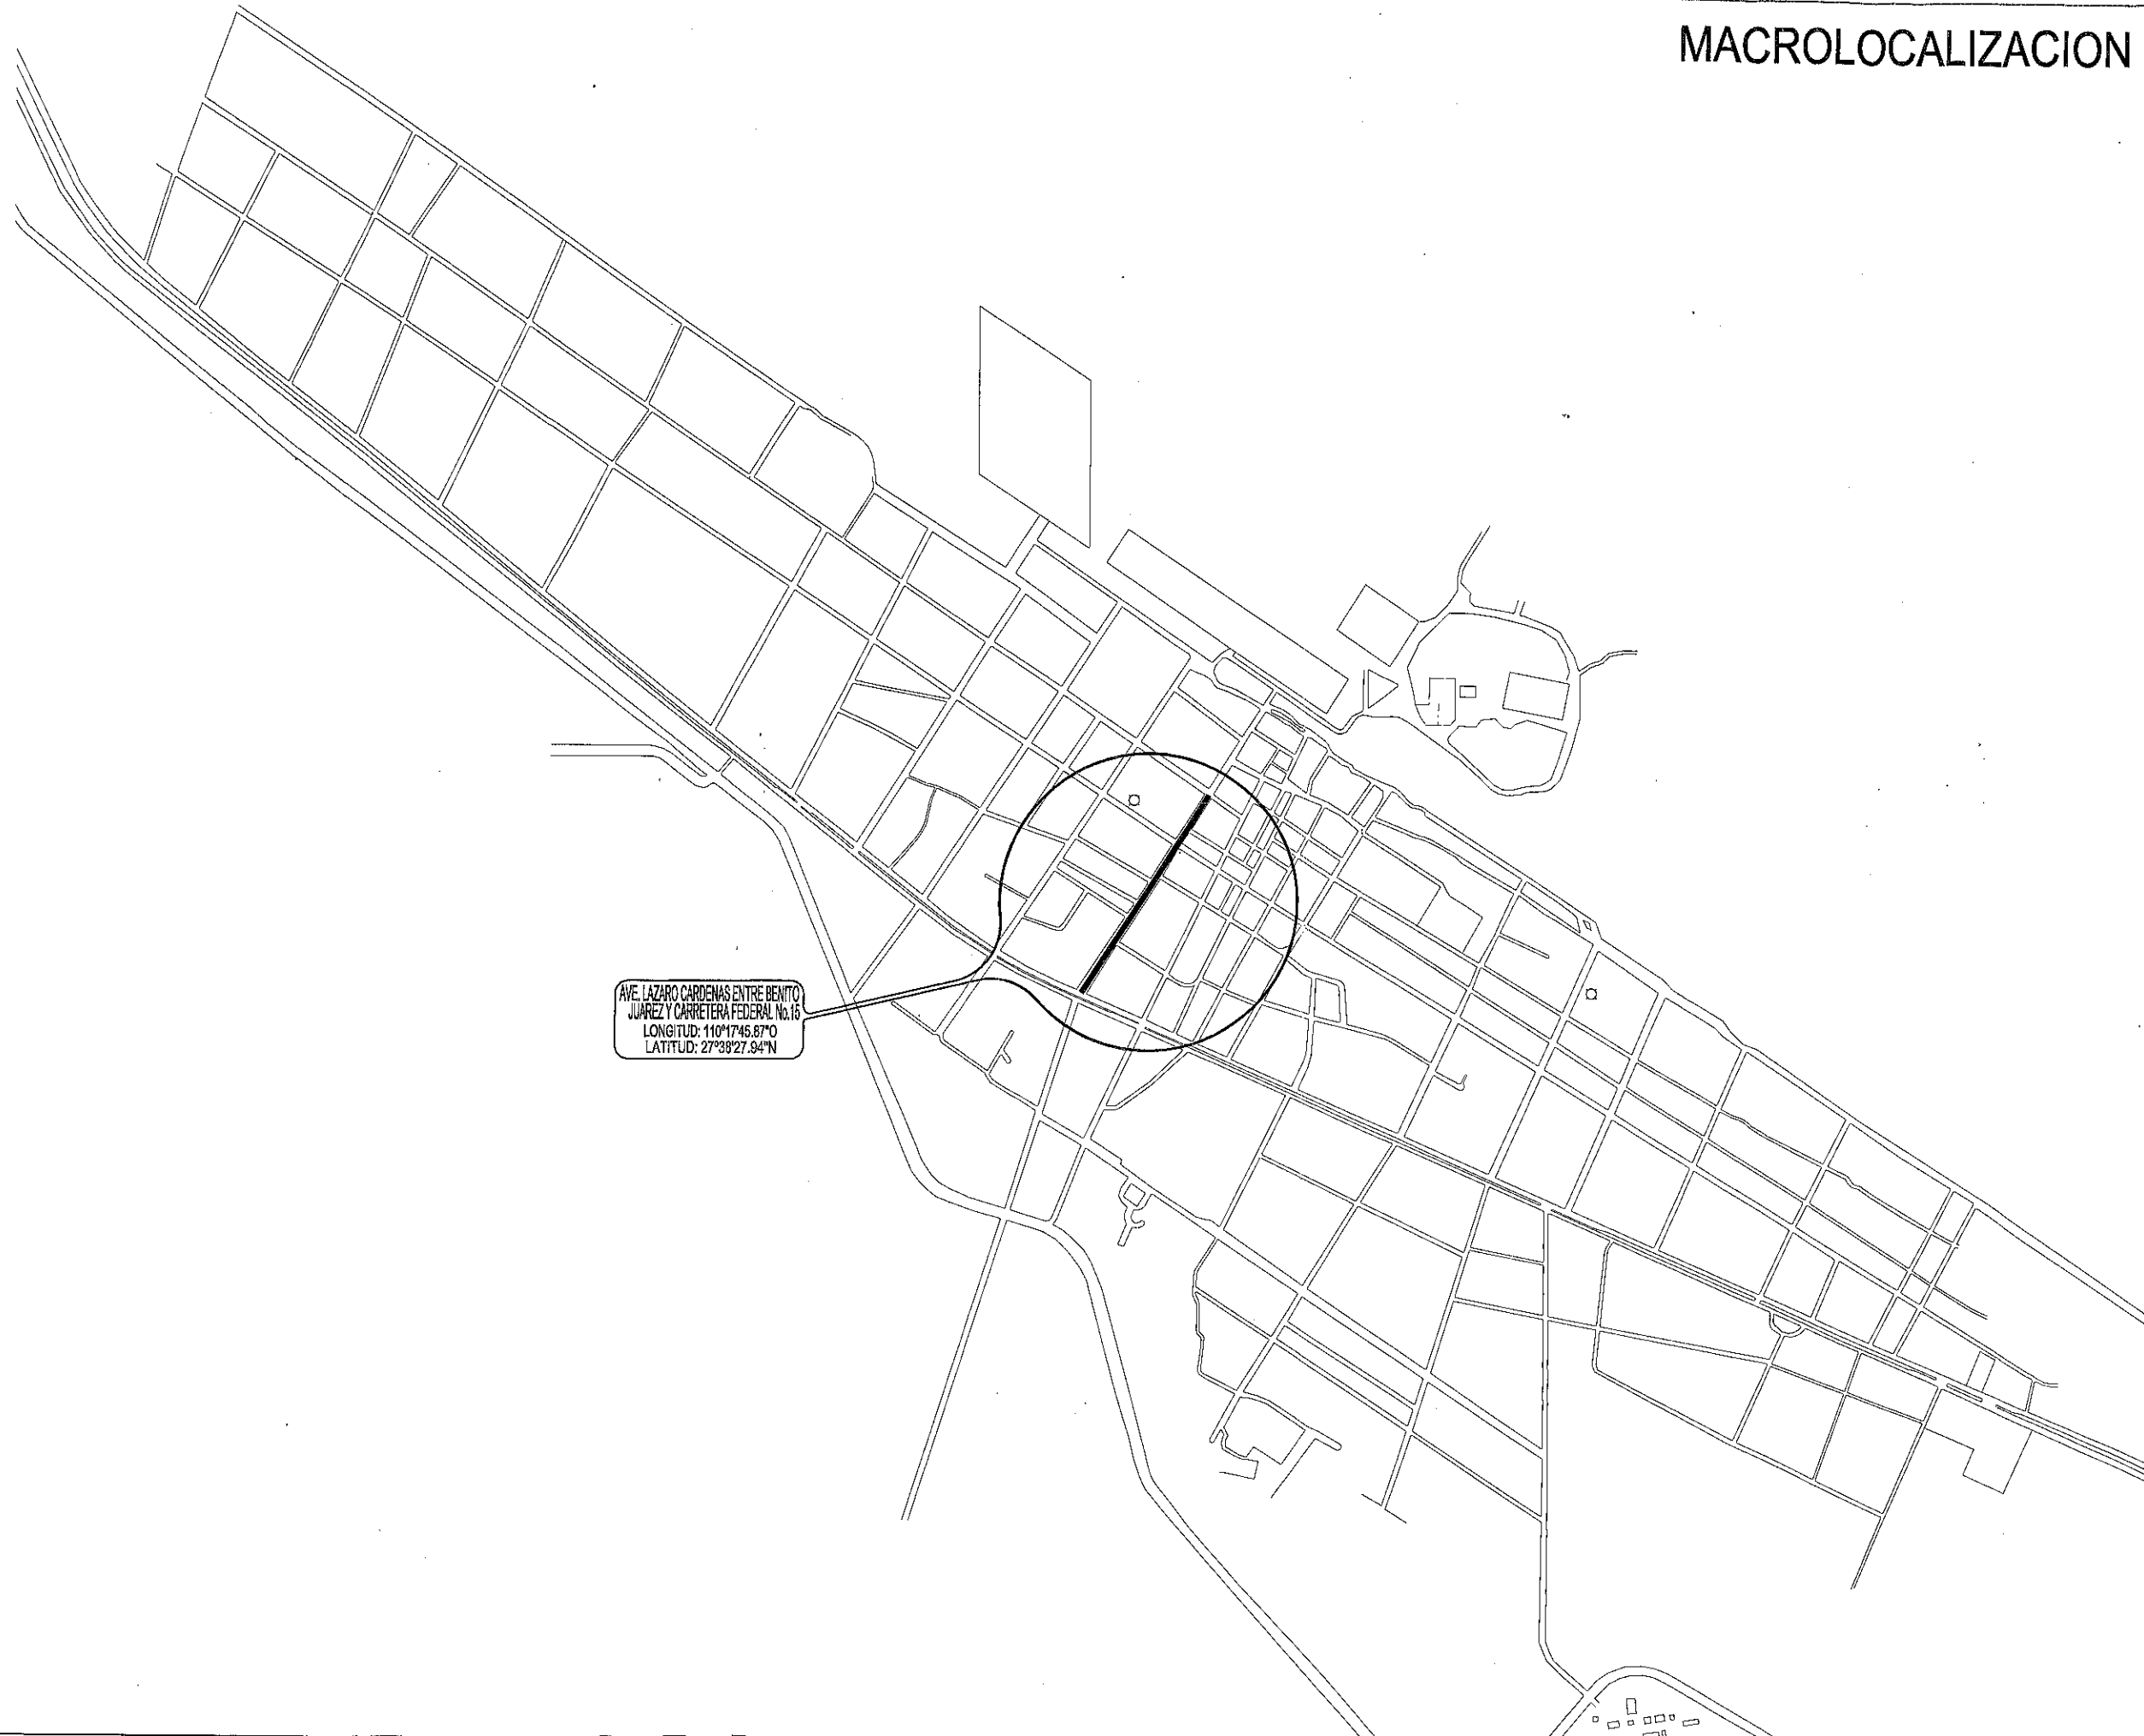 MACROLOCALIZACION
AVE. LAZARO CARDENAS ENTRE BENITO
JUAREZ Y CARRETERA FEDERAL No.15
LONGITUD: 110°17'45.87"O
LATITUD: 27°38'27.94"N